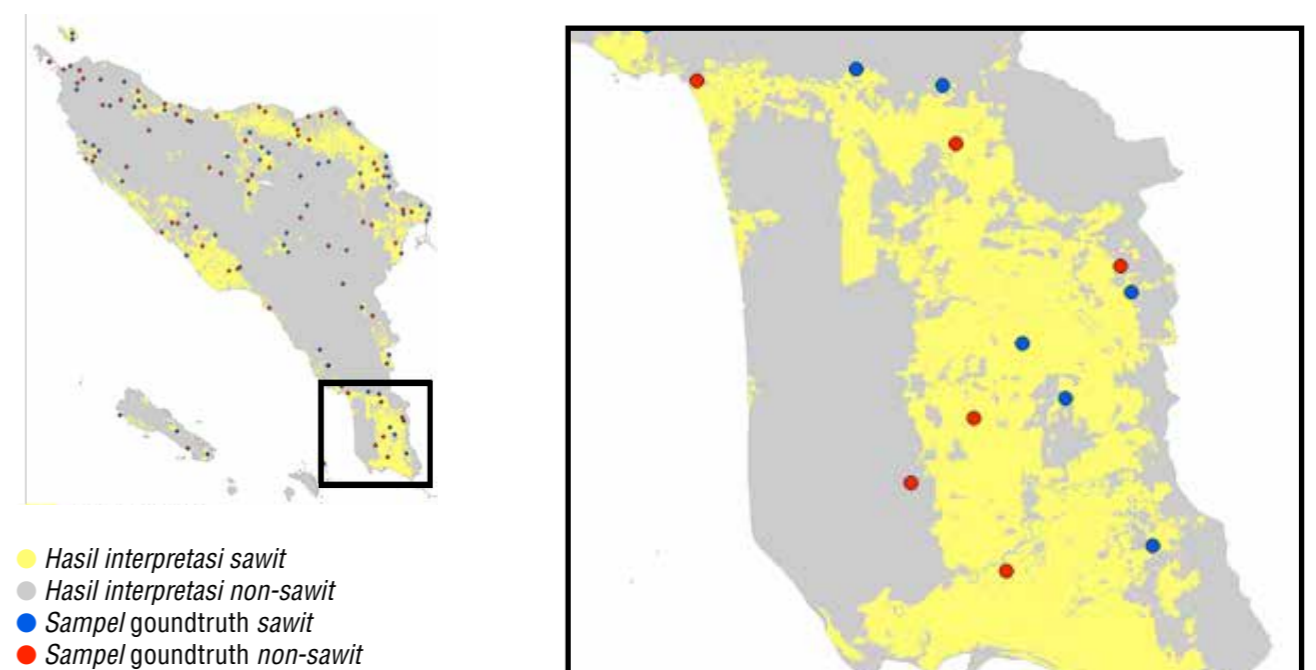 Hasil interpretasi sawit
Hasil interpretasi non-sawit
Sampel goundtruth sawit
Sampel goundtruth non-sawit